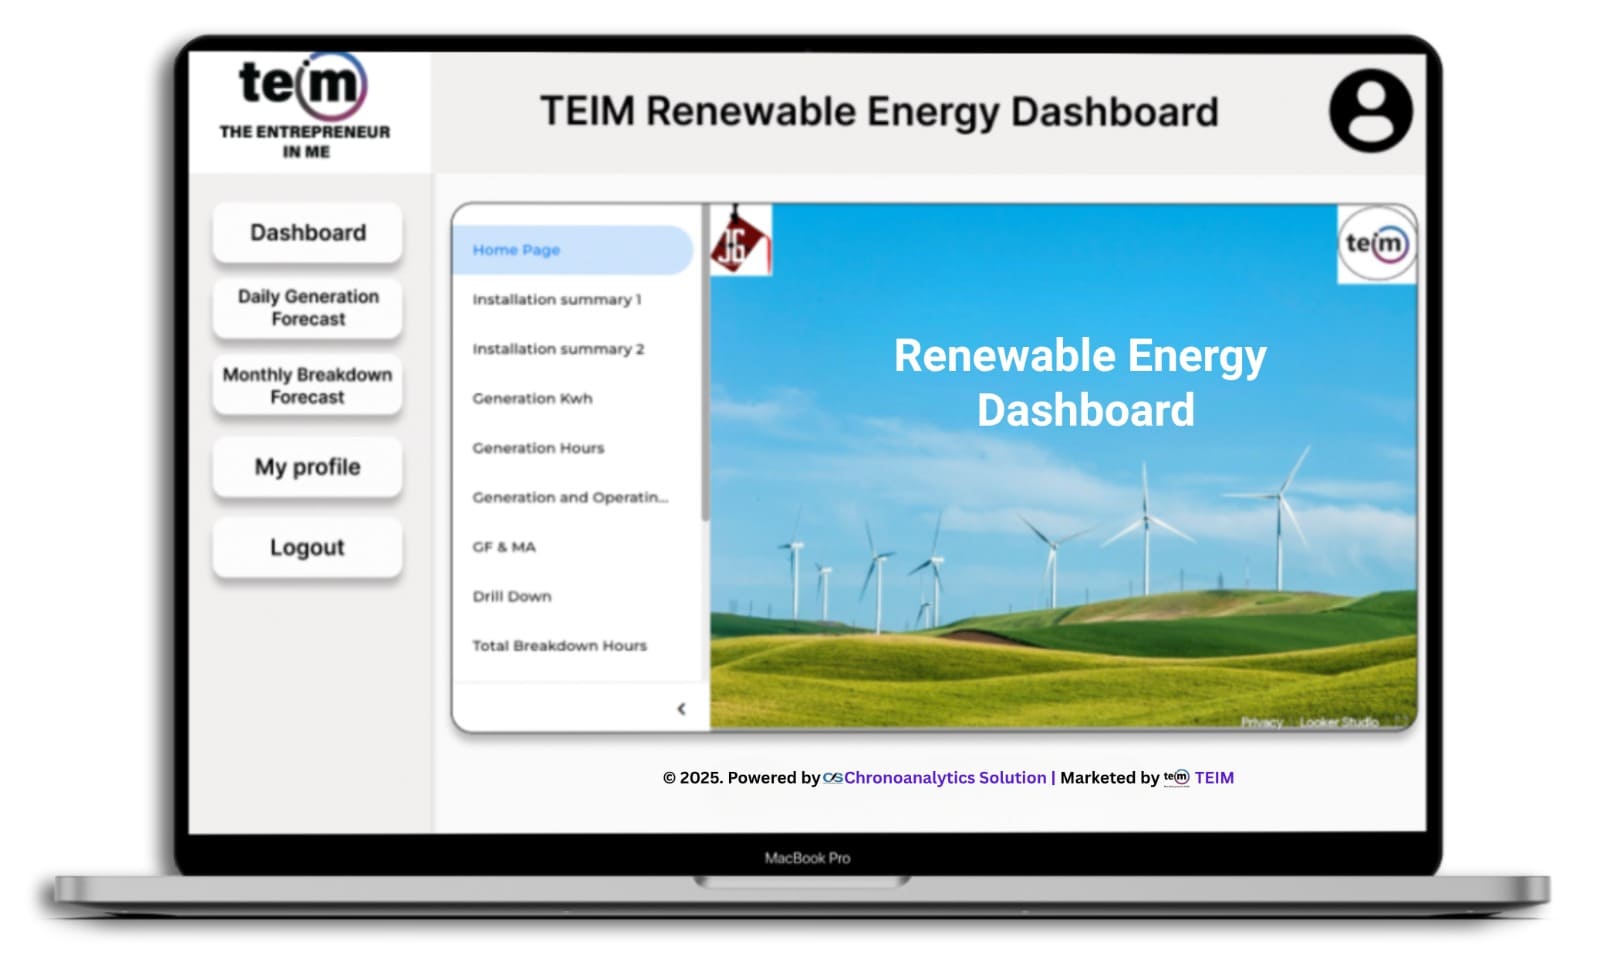 teim
THE ENTREPRENEUR
IN ME
TEIM Renewable Energy Dashboard
Dashboard
Daily Generation
Forecast
Monthly Breakdown
Forecast
My profile
Logout
Home Page
Installation summary 1
Installation summary 2
Generation Kwh
Generation Hours
Generation and Operatin...
GF & MA
Drill Down
Total Breakdown Hours
JG
teim
Renewable Energy
Dashboard
Privacy
Looker Studio
© 2025. Powered by CS Chronoanalytics Solution | Marketed by teim TEIM
MacBook Pro